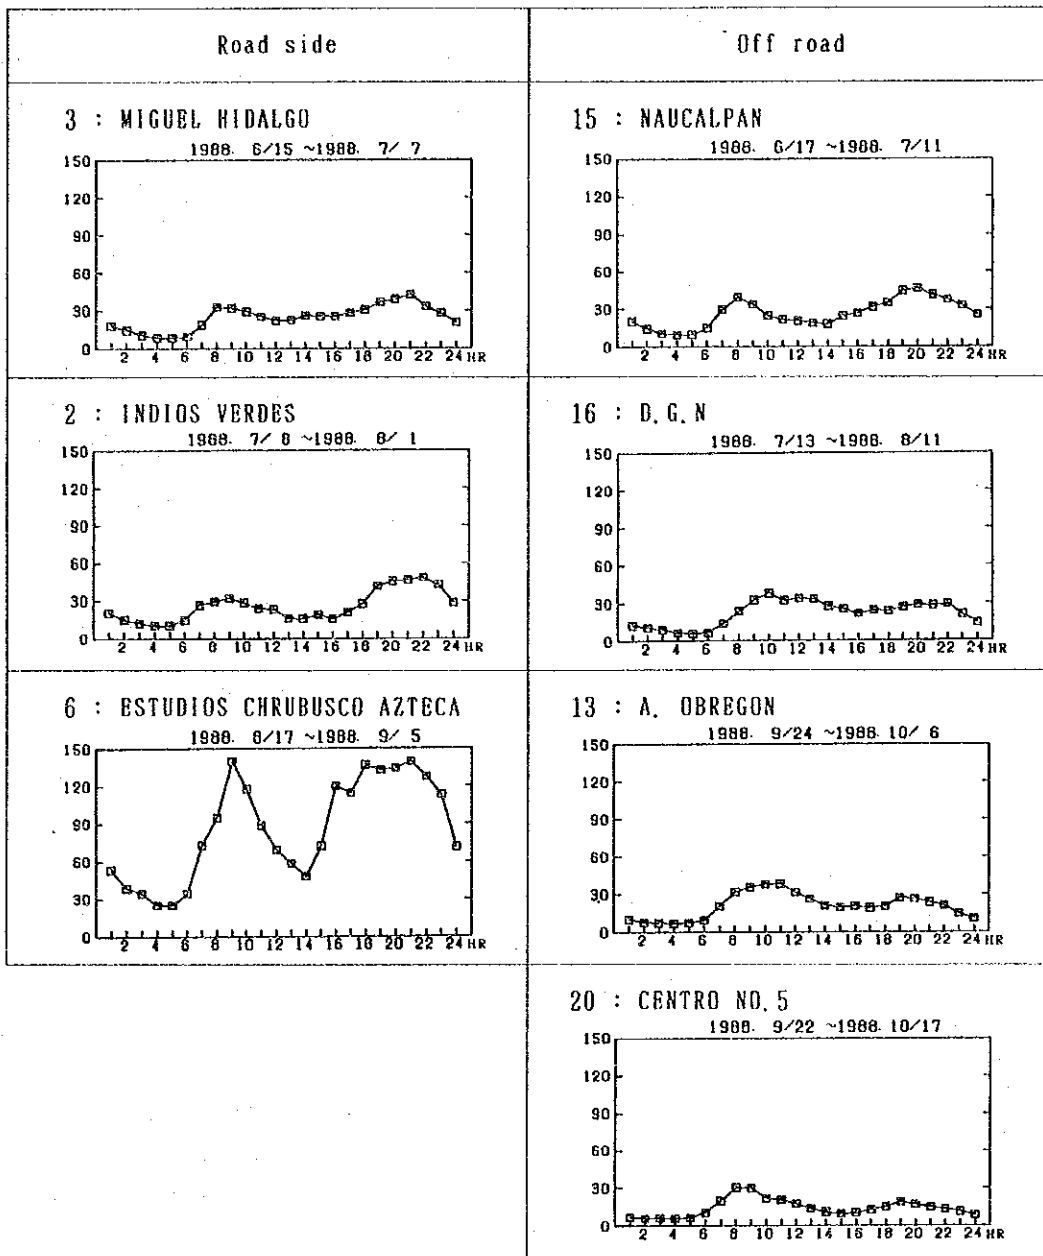 Road side
Off road
3 : MIGUEL HIDALGO
1988. 6/15 ~1988. 7/ 7
150
120
90
60
30
0
2 4 6 8 10 12 14 16 18 20 22 24 HR
15 : NAUCALPAN
1988. 6/17 ~1988. 7/11
150
120
90
60
30
0
2 4 6 8 10 12 14 16 18 20 22 24 HR
2 : INDIOS VERDES
1988. 7/ 8 ~1988. 8/ 1
150
120
90
60
30
0
2 4 6 8 10 12 14 16 18 20 22 24 HR
16 : D.G.N
1988. 7/13 ~1988. 8/11
150
120
90
60
30
0
2 4 6 8 10 12 14 16 18 20 22 24 HR
6 : ESTUDIOS CHRUBUSCO AZTECA
1988. 8/17 ~1988. 9/ 5
150
120
90
60
30
0
2 4 6 8 10 12 14 16 18 20 22 24 HR
13 : A. OBREGON
1988. 9/24 ~1988. 10/ 6
150
120
90
60
30
0
2 4 6 8 10 12 14 16 18 20 22 24 HR
20 : CENTRO NO.5
1988. 9/22 ~1988. 10/17
150
120
90
60
30
0
2 4 6 8 10 12 14 16 18 20 22 24 HR